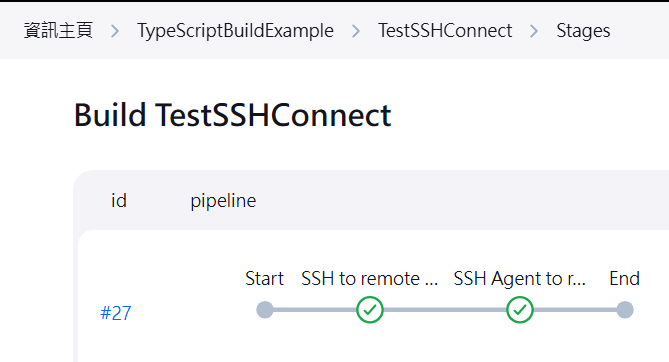 資訊主頁 > TypeScriptBuildExample > TestSSHConnect > Stages
Build TestSSHConnect
id pipeline
Start SSH to remote ... SSH Agent to r... End
#27